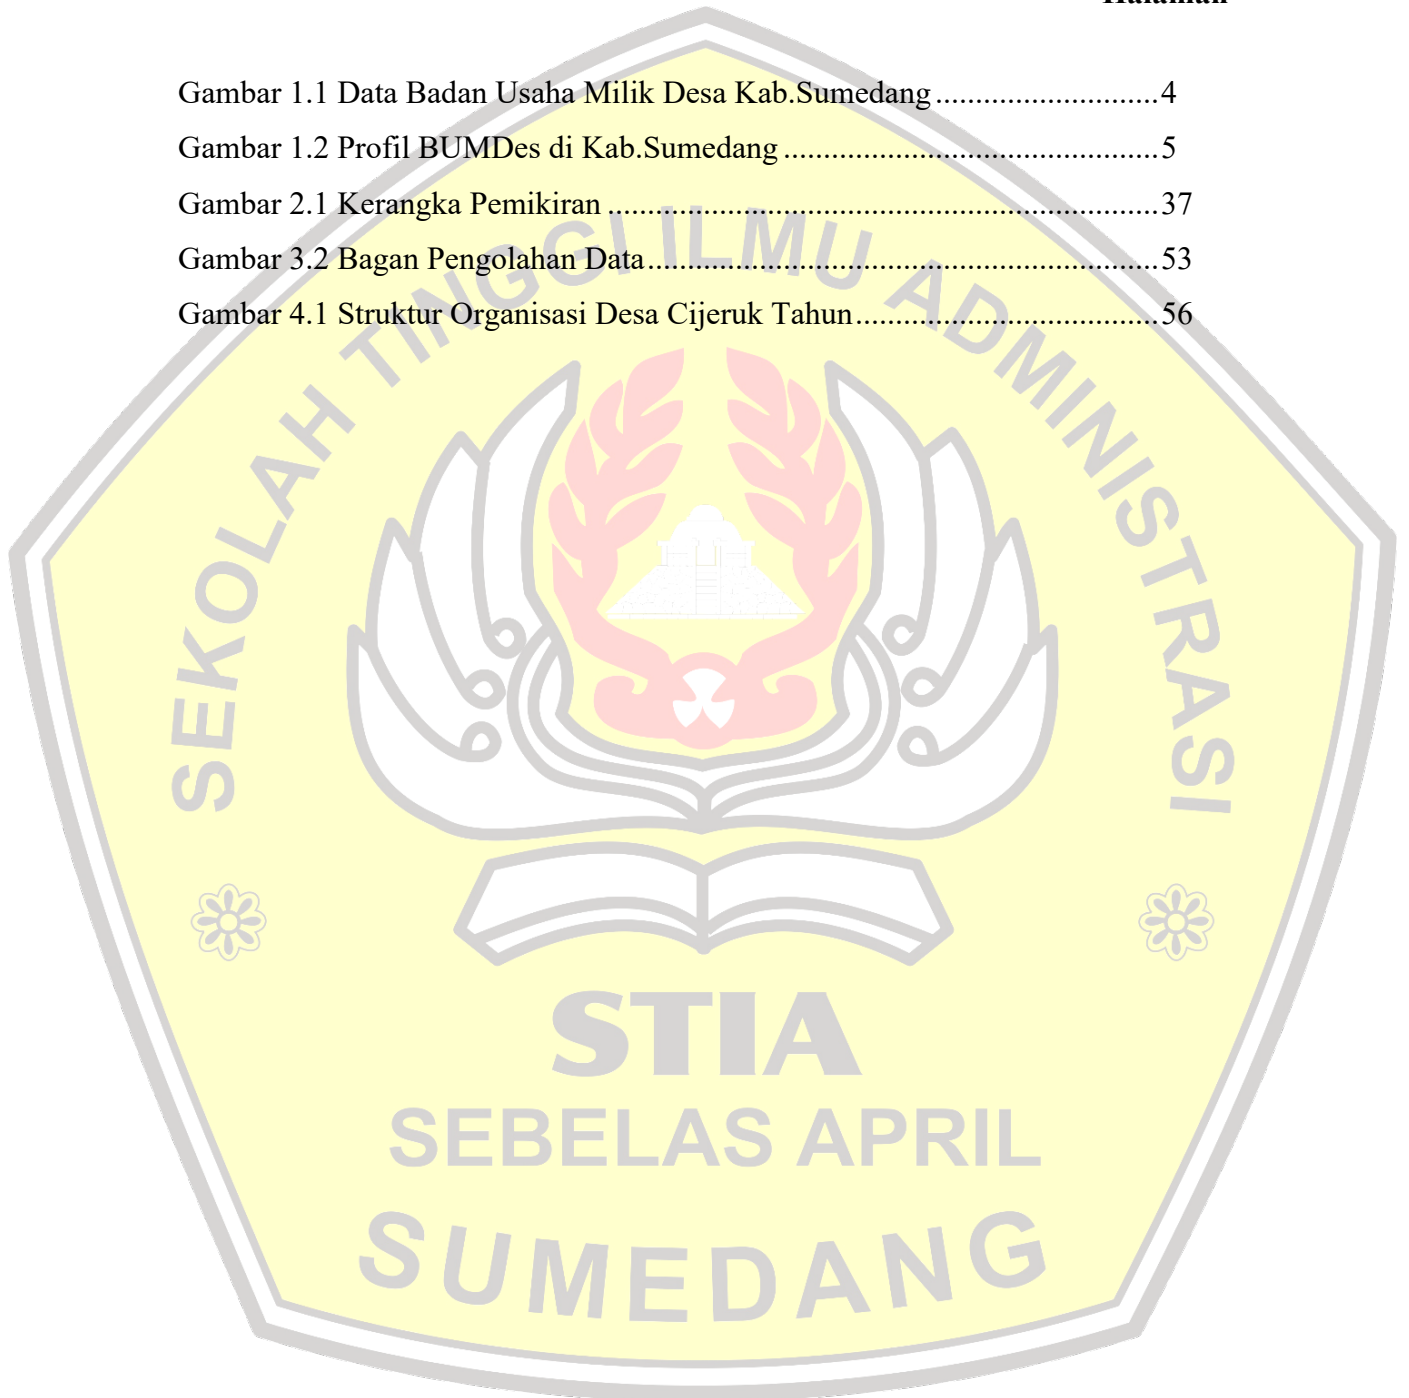 Halaman
Gambar 1.1 Data Badan Usaha Milik Desa Kab.Sumedang............................4
Gambar 1.2 Profil BUMDes di Kab.Sumedang...............................................5
Gambar 2.1 Kerangka Pemikiran.....................................................................37
Gambar 3.2 Bagan Pengolahan Data................................................................53
Gambar 4.1 Struktur Organisasi Desa Cijeruk Tahun......................................56
SEKOLAH TINGGI ILMU ADMINISTRASI
STIA
SEBELAS APRIL
SUMEDANG